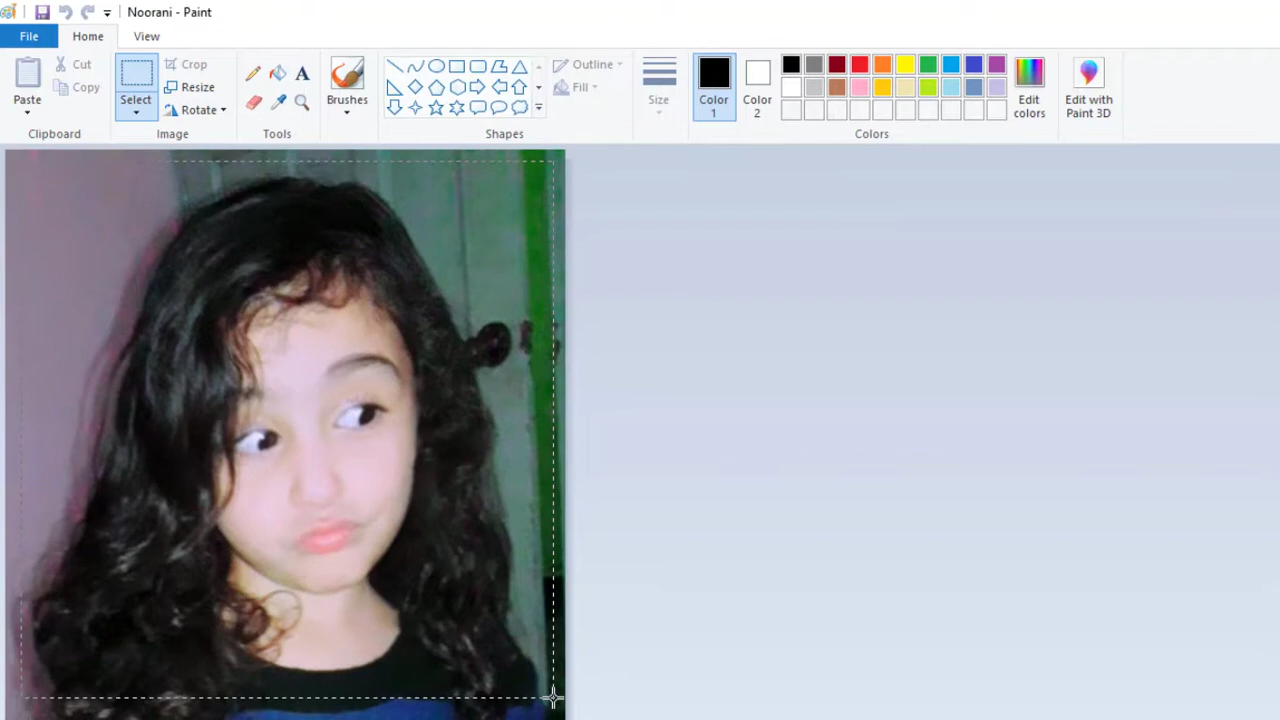 Noorani - Paint
File Home View
Cut
Copy
Paste
Clipboard
Select
Crop
Resize
Rotate
Image
A
Tools
Brushes
Outline
Fill
Shapes
Size
Color 1
Color 2
Edit colors
Colors
Edit with Paint 3D